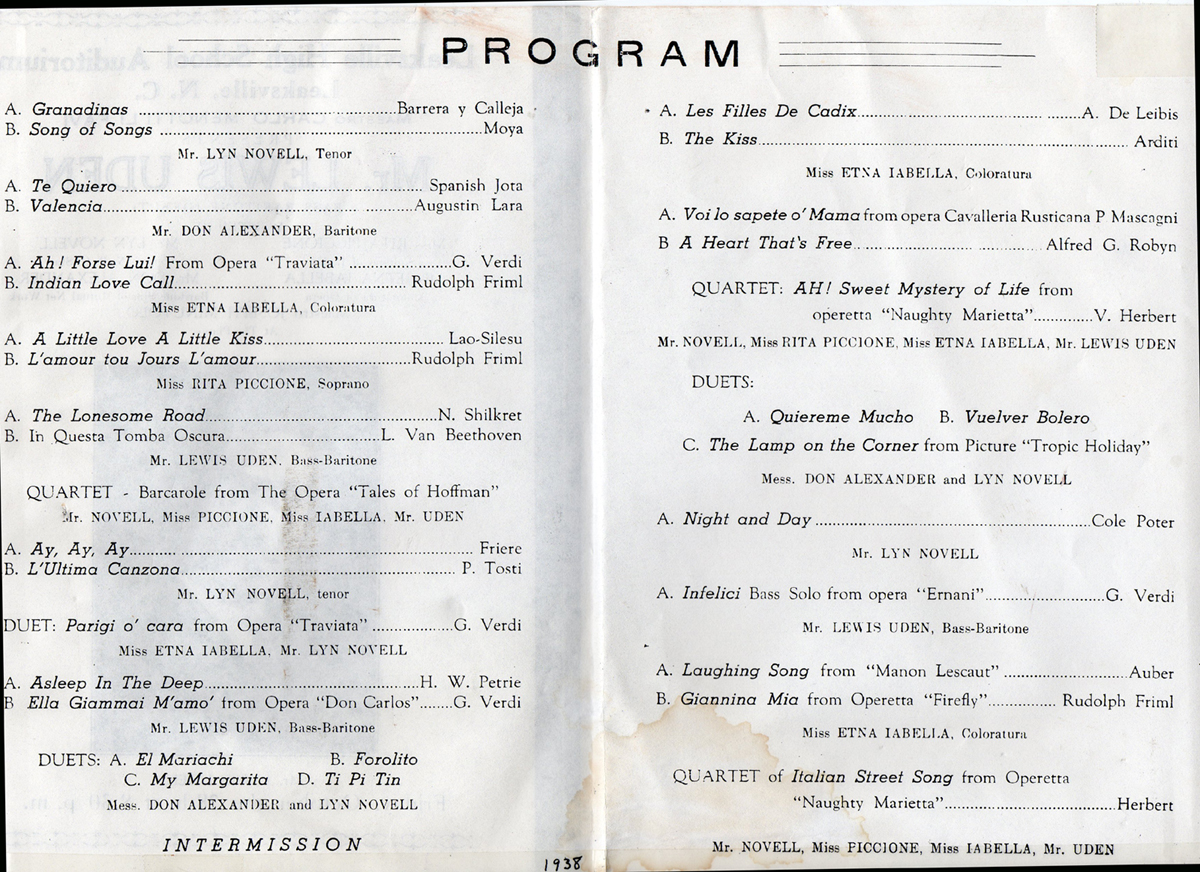 PROGRAM
A. Granadinas Barrera y Calleja
B. Song of Songs Moya
Mr. LYN NOVELL, Tenor
A. Te Quiero Spanish Jota
B. Valencia Augustin Lara
Mr. DON ALEXANDER, Baritone
A. Ah! Forse Lui! From Opera "Traviata" G. Verdi
B. Indian Love Call Rudolph Friml
Miss ETNA IABELLA, Coloratura
A. A Little Love A Little Kiss Lao-Silesu
B. L'amour tou Jours L'amour Rudolph Friml
Miss RITA PICCIONE, Soprano
A. The Lonesome Road N. Shilkret
B. In Questa Tomba Oscura L. Van Beethoven
Mr. LEWIS UDEN, Bass-Baritone
QUARTET - Barcarole from The Opera "Tales of Hoffman"
Mr. NOVELL, Miss PICCIONE, Miss IABELLA, Mr. UDEN
A. Ay, Ay, Ay Friere
B. L'Ultima Canzona P. Tosti
Mr. LYN NOVELL, tenor
DUET: Parigi o' cara from Opera "Traviata" G. Verdi
Miss ETNA IABELLA, Mr. LYN NOVELL
A. Asleep In The Deep H. W. Petrie
B Ella Giammai M'amo' from Opera "Don Carlos" G. Verdi
Mr. LEWIS UDEN, Bass-Baritone
DUETS: A. El Mariachi B. Forolito
C. My Margarita D. Ti Pi Tin
Mess. DON ALEXANDER and LYN NOVELL
INTERMISSION
1938
A. Les Filles De Cadix A. De Leibis
B. The Kiss Arditi
Miss ETNA IABELLA, Coloratura
A. Voi lo sapete o' Mama from opera Cavalleria Rusticana P Mascagni
B A Heart That's Free Alfred G. Robyn
QUARTET: AH! Sweet Mystery of Life from
operetta "Naughty Marietta" V. Herbert
Mr. NOVELL, Miss RITA PICCIONE, Miss ETNA IABELLA, Mr. LEWIS UDEN
DUETS:
A. Quiereme Mucho B. Vuelver Bolero
C. The Lamp on the Corner from Picture "Tropic Holiday"
Mess. DON ALEXANDER and LYN NOVELL
A. Night and Day Cole Poter
Mr. LYN NOVELL
A. Infelici Bass Solo from opera "Ernani" G. Verdi
Mr. LEWIS UDEN, Bass-Baritone
A. Laughing Song from "Manon Lescaut" Auber
B. Giannina Mia from Operetta "Firefly" Rudolph Friml
Miss ETNA IABELLA, Coloratura
QUARTET of Italian Street Song from Operetta
"Naughty Marietta" Herbert
Mr. NOVELL, Miss PICCIONE, Miss IABELLA, Mr. UDEN